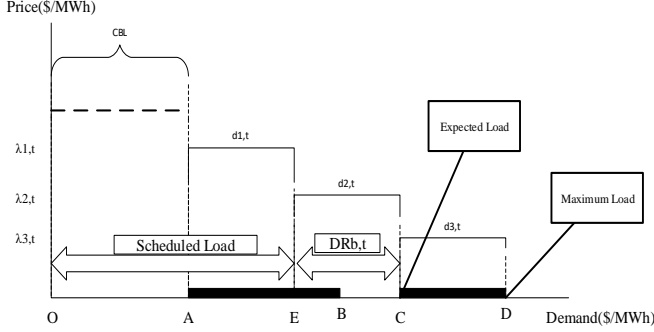 Price($/MWh)
CBL
d1,t
Expected Load
λ1,t
d2,t
λ2,t
Maximum Load
λ3,t
Scheduled Load
DRb,t
d3,t
O A E B C D Demand($/MWh)